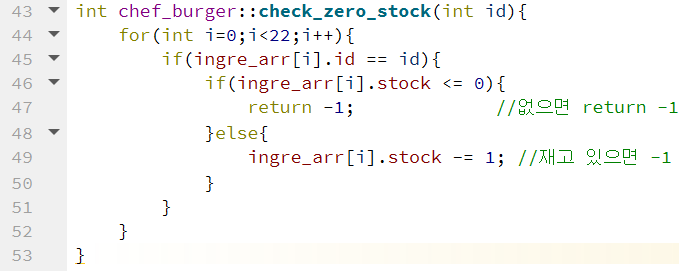 43 int chef_burger::check_zero_stock(int id){
44     for(int i=0;i<22;i++){
45         if(ingre_arr[i].id == id){
46             if(ingre_arr[i].stock <= 0){
47                 return -1;             //없으면 return -1
48             }else{
49                 ingre_arr[i].stock -= 1; //재고 있으면 -1
50             }
51         }
52     }
53 }